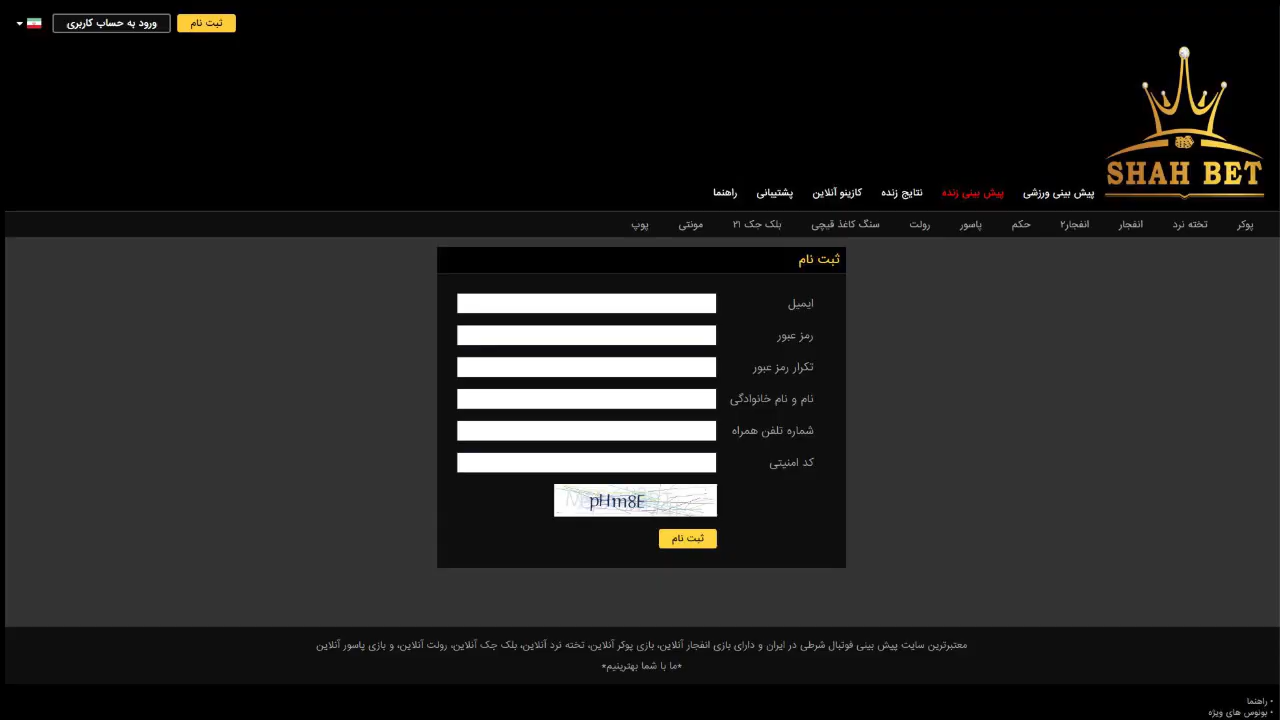 ثبت نام
ورود به حساب کاربری
SHAH BET
پیش بینی ورزشی
پیش بینی زنده
نتایج زنده
کازینو آنلاین
پشتیبانی
راهنما
پوکر
تخته نرد
انفجار
انفجار۲
حکم
پاسور
رولت
سنگ کاغذ قیچی
بلک جک ۲۱
مونتی
پوپ
ثبت نام
ایمیل
رمز عبور
تکرار رمز عبور
نام و نام خانوادگی
شماره تلفن همراه
کد امنیتی
ثبت نام
معتبرترین سایت پیش بینی فوتبال شرطی در ایران و دارای بازی انفجار آنلاین، بازی پوکر آنلاین، تخته نرد آنلاین، بلک جک آنلاین، رولت آنلاین، و بازی پاسور آنلاین
*ما با شما بهترینیم*
• راهنما
• بونوس های ویژه